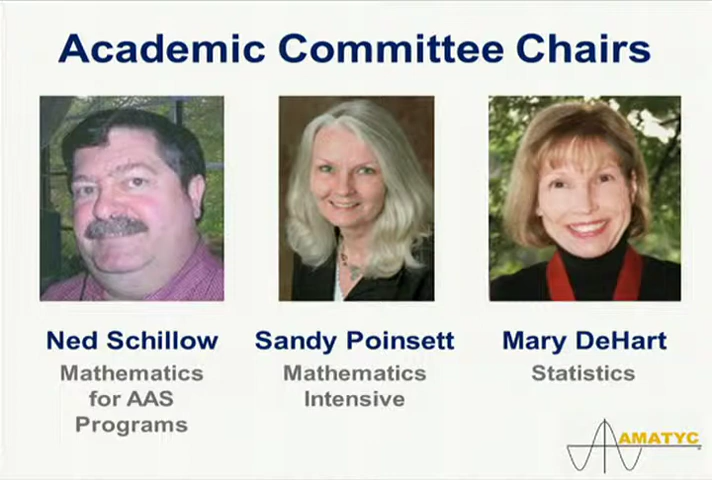 Academic Committee Chairs
Ned Schillow
Mathematics
for AAS
Programs
Sandy Poinsett
Mathematics
Intensive
Mary DeHart
Statistics
AMATYC